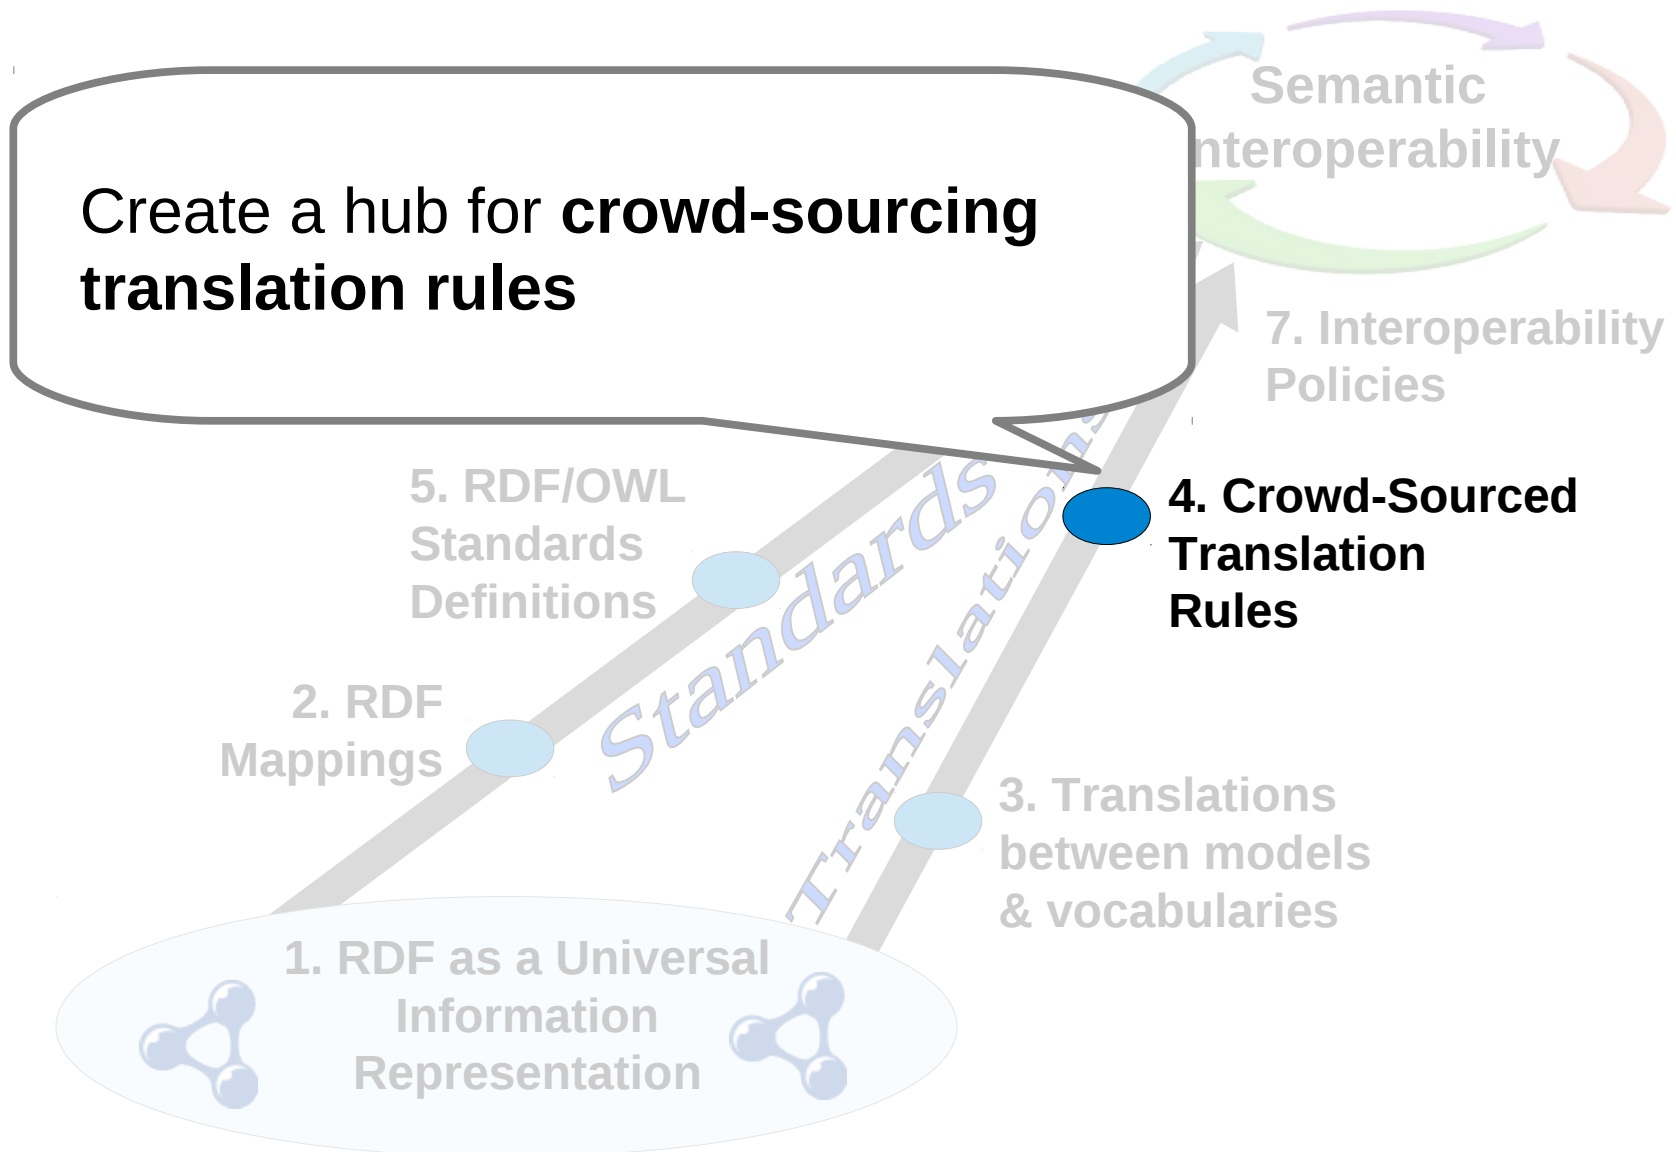 Semantic
nteroperability
Create a hub for crowd-sourcing
translation rules
7. Interoperability
Policies
5. RDF/OWL
Standards
Definitions
4. Crowd-Sourced
Translation
Rules
Standards
Translations
2. RDF
Mappings
3. Translations
between models
& vocabularies
1. RDF as a Universal
Information
Representation